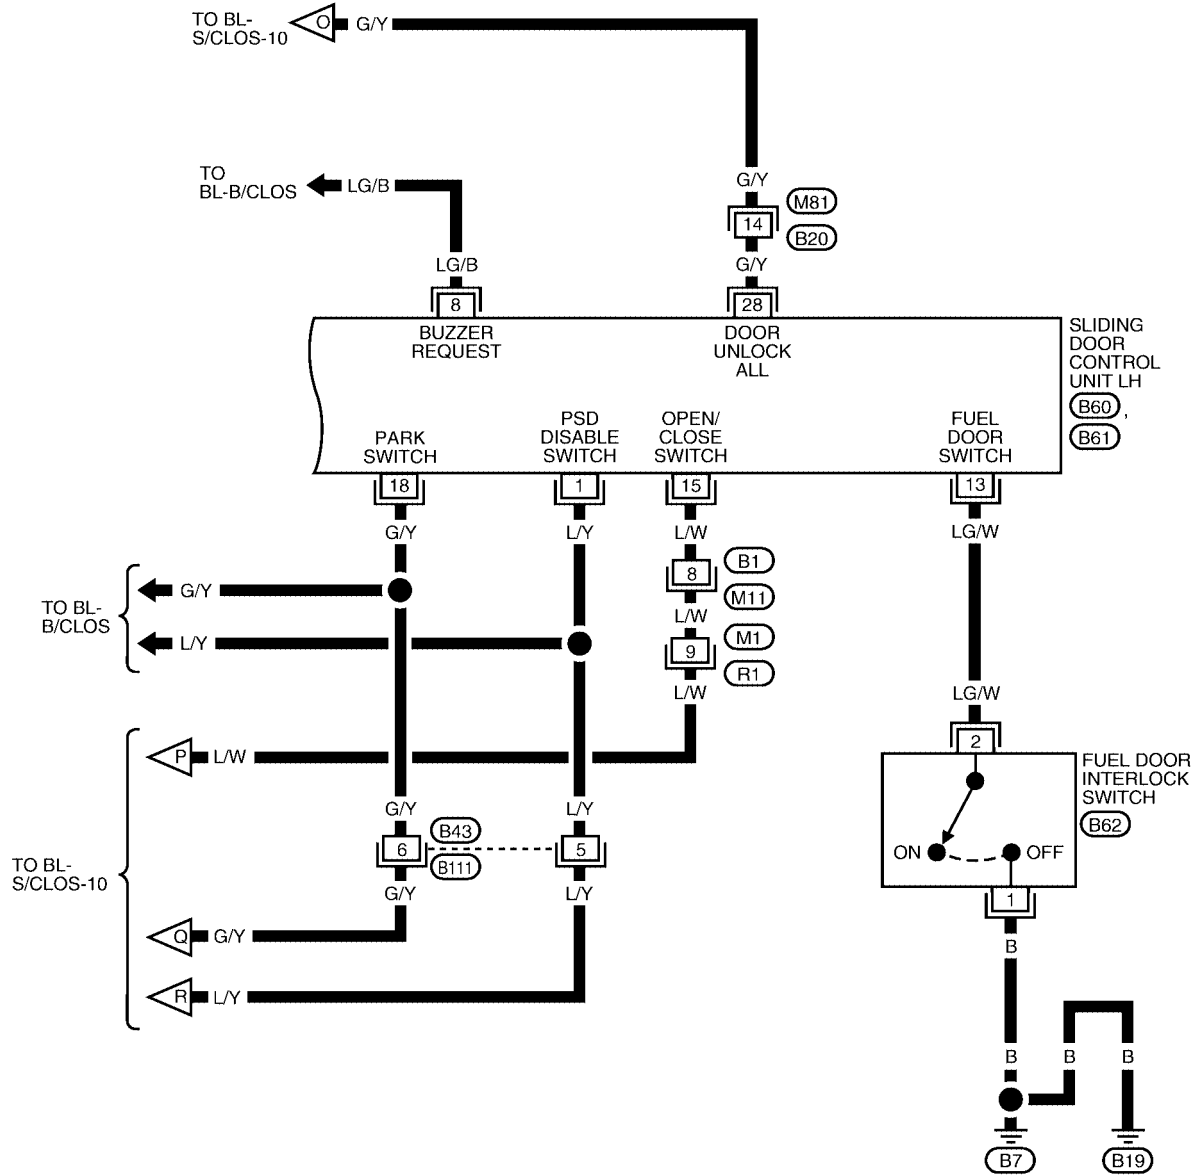 TO BL-
S/CLOS-10
O
G/Y
TO
BL-B/CLOS
LG/B
G/Y
M81
14
B20
LG/B
G/Y
8
28
BUZZER
REQUEST
DOOR
UNLOCK
ALL
SLIDING
DOOR
CONTROL
UNIT LH
B60 ,
B61
PARK
SWITCH
PSD
DISABLE
SWITCH
OPEN/
CLOSE
SWITCH
FUEL
DOOR
SWITCH
18
1
15
13
G/Y
L/Y
L/W
LG/W
8
B1
M11
TO BL-
B/CLOS
G/Y
L/Y
L/W
9
M1
R1
L/W
LG/W
2
P
L/W
FUEL DOOR
INTERLOCK
SWITCH
B62
ON
OFF
1
G/Y
L/Y
6
B43
B111
5
TO BL-
S/CLOS-10
G/Y
L/Y
Q
G/Y
R
L/Y
B
B
B
B
B7
B19